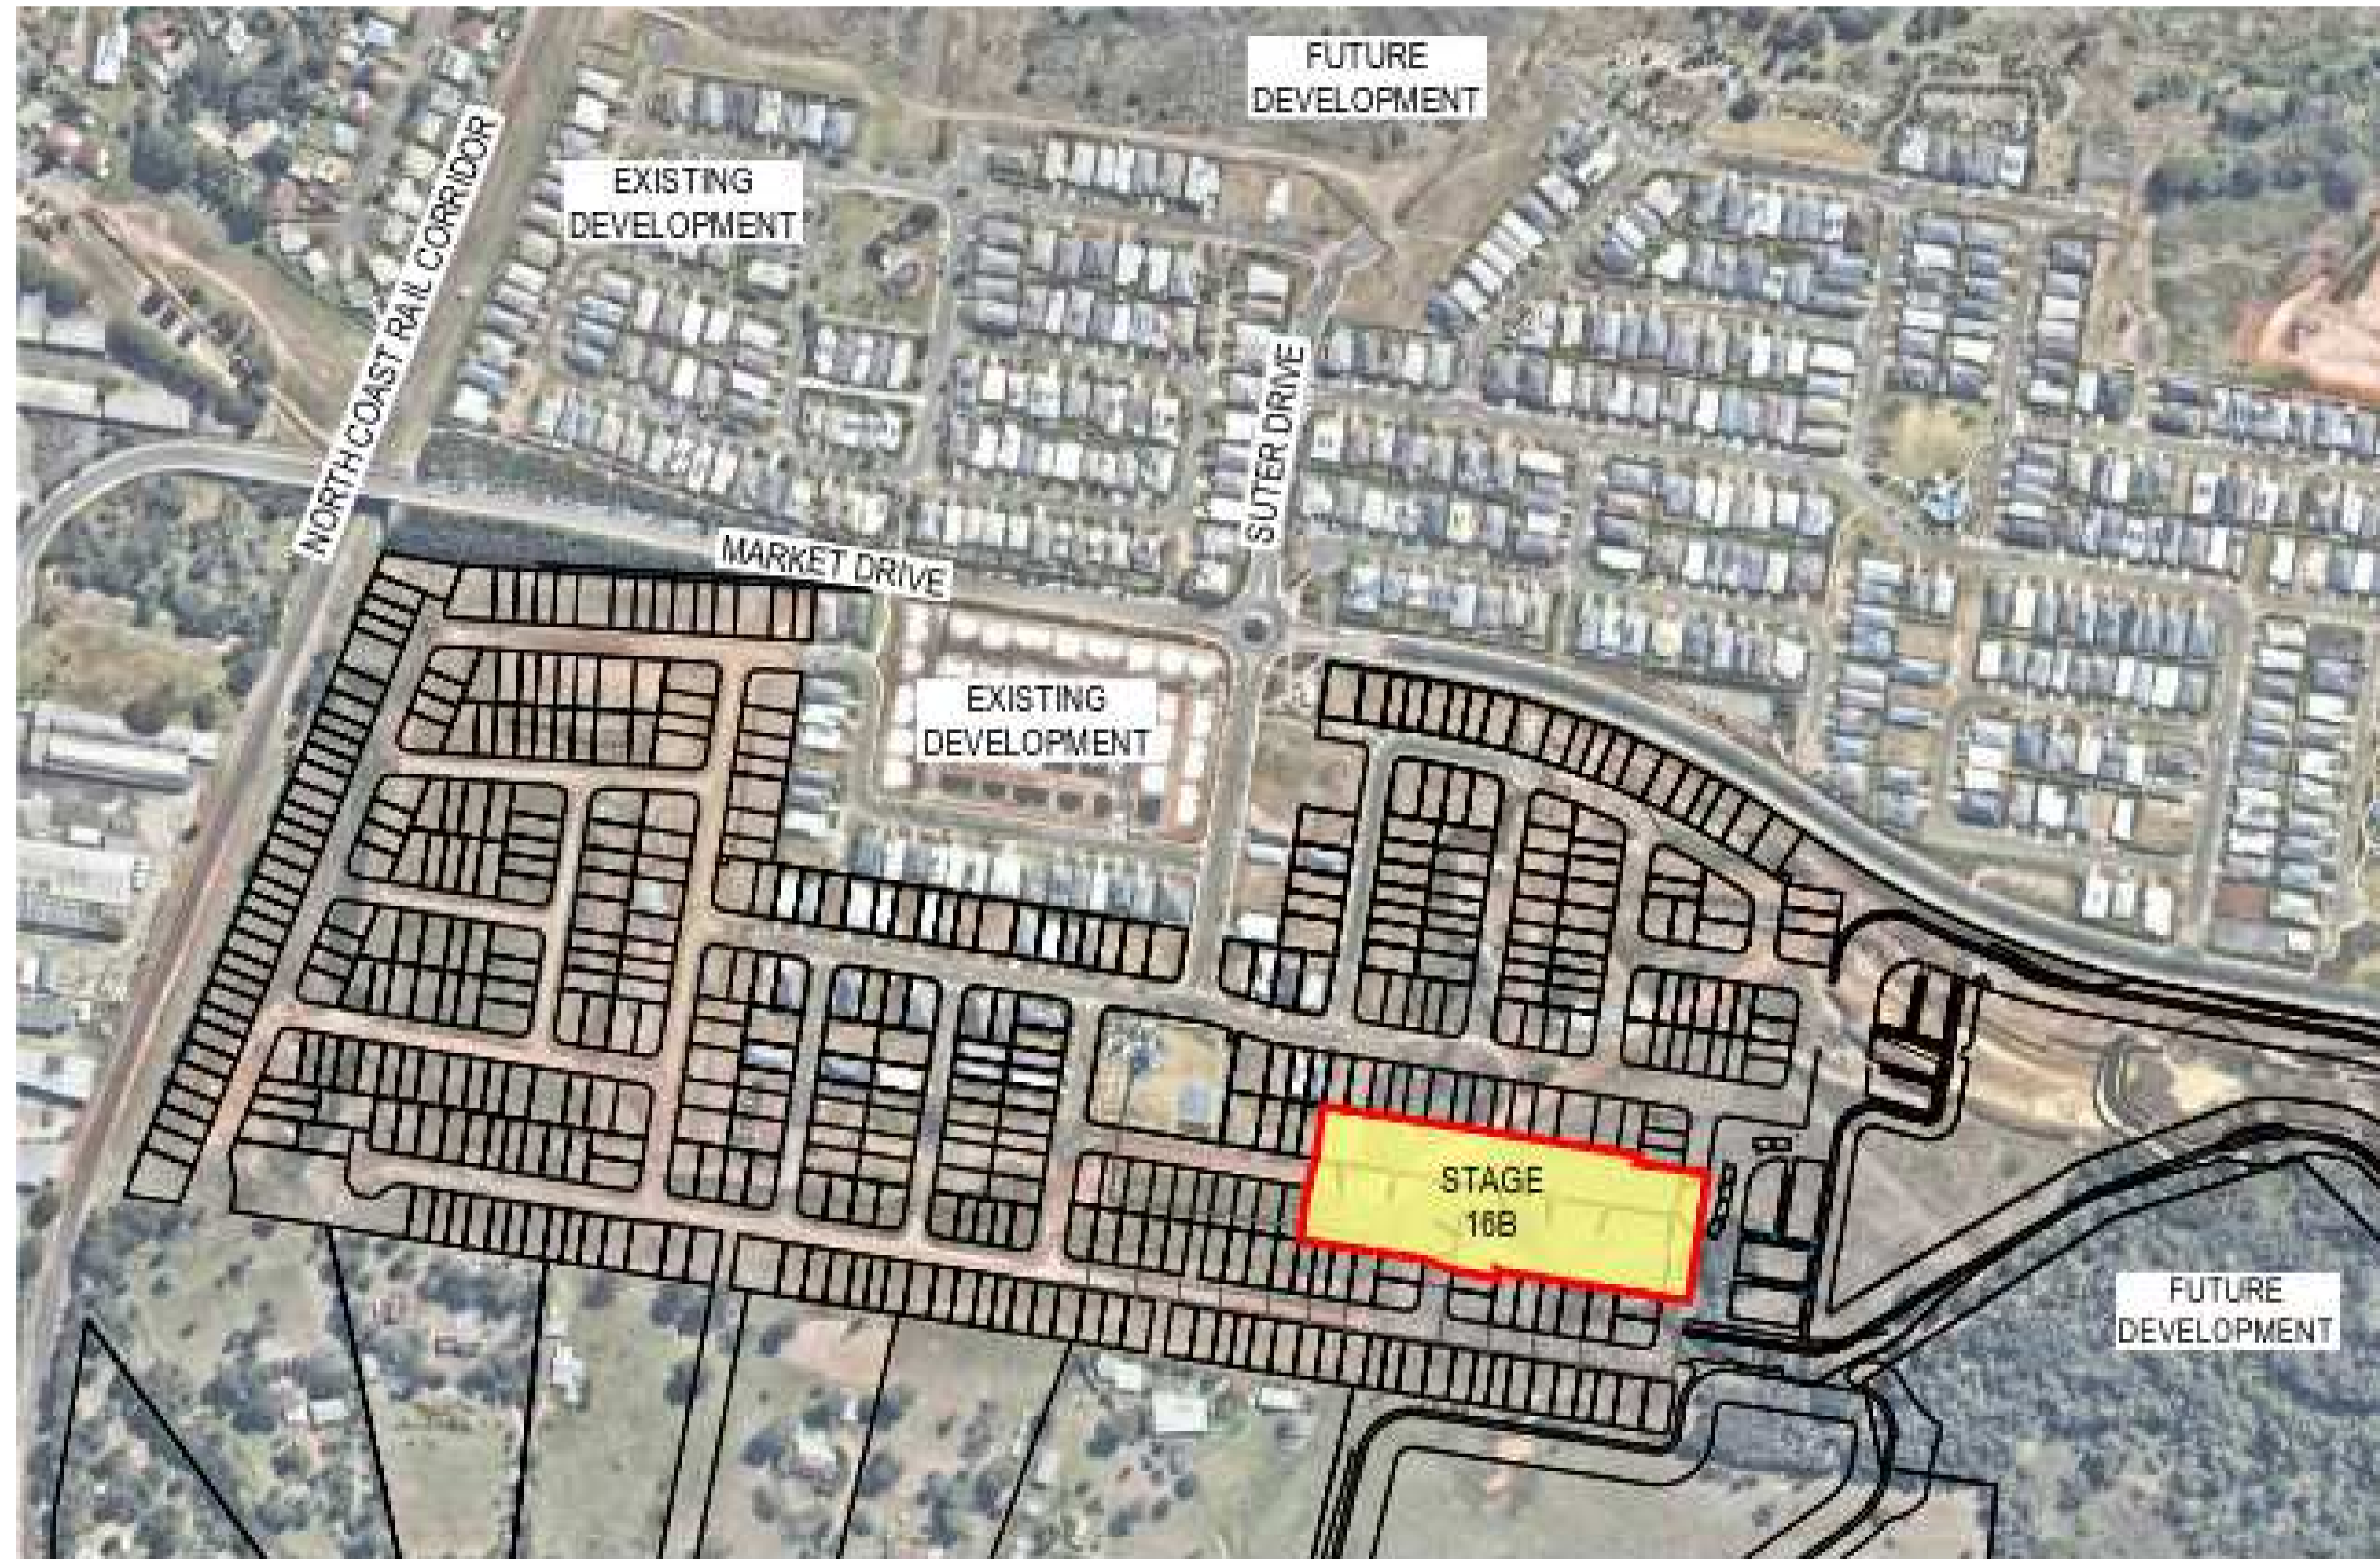 FUTURE
DEVELOPMENT
EXISTING
DEVELOPMENT
NORTH COAST RAIL CORRIDOR
SUTER DRIVE
MARKET DRIVE
EXISTING
DEVELOPMENT
STAGE
16B
FUTURE
DEVELOPMENT